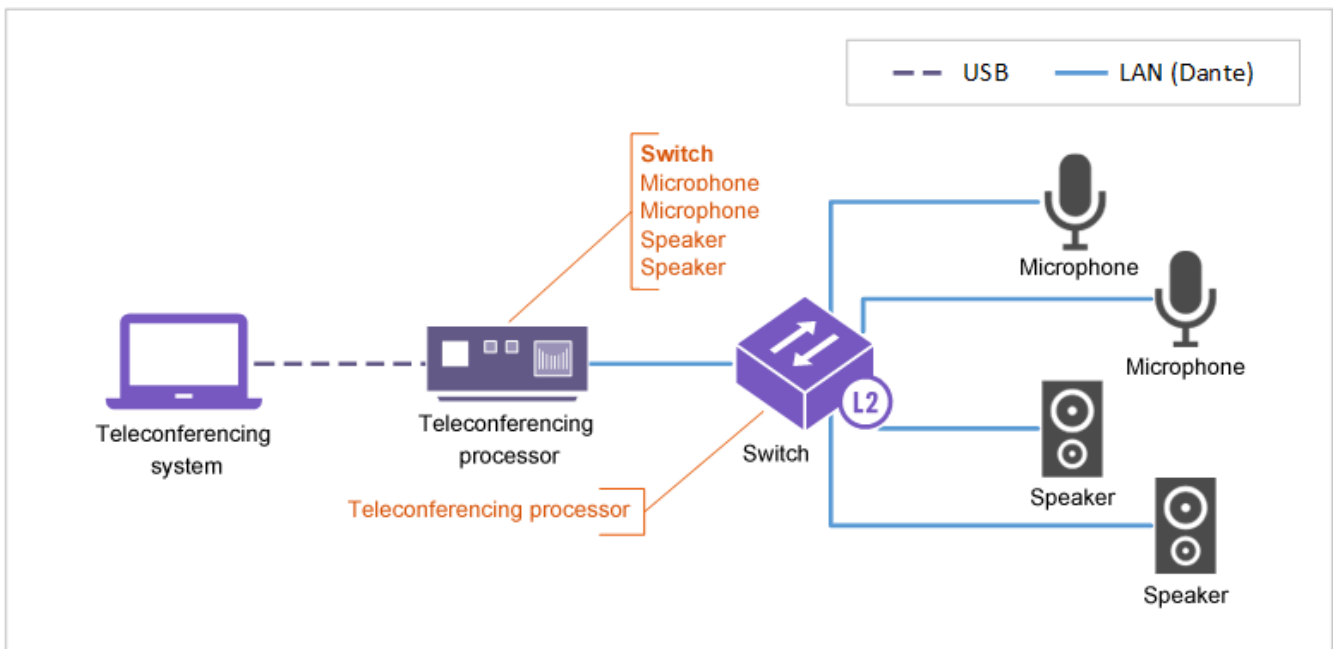 USB
LAN (Dante)
Switch
Microphone
Microphone
Speaker
Speaker
Microphone
Microphone
L2
Teleconferencing
system
Teleconferencing
processor
Switch
Speaker
Teleconferencing processor
Speaker